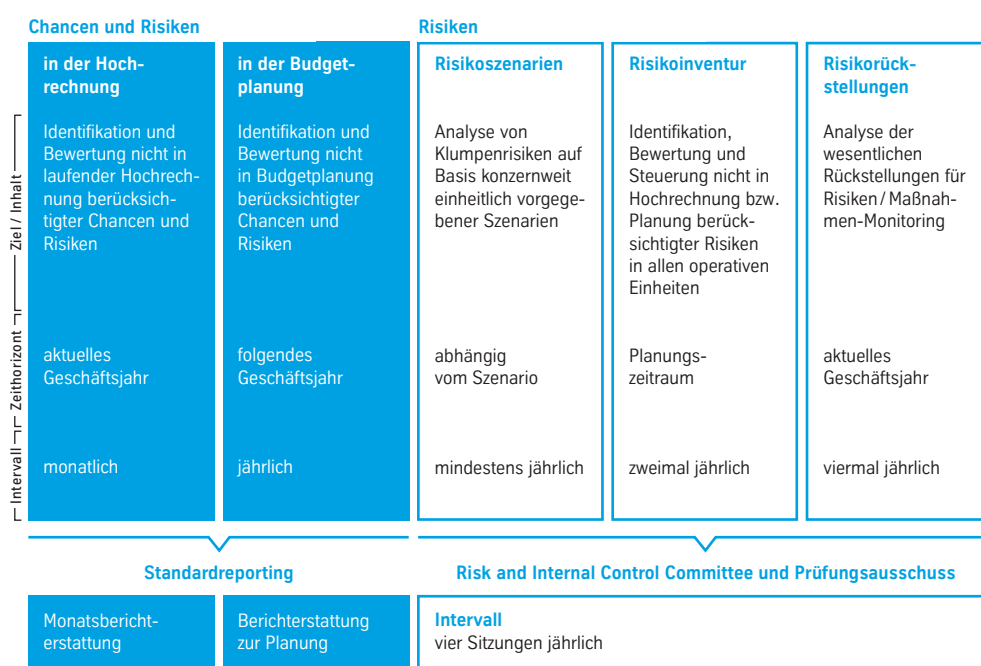 Chancen und Risiken
Risiken
in der Hoch-
rechnung
in der Budget-
planung
Risikoszenarien
Risikoinventur
Risikorück-
stellungen
Ziel / Inhalt
Identifikation und
Bewertung nicht in
laufender Hochrech-
nung berücksich-
tigter Chancen und
Risiken
Identifikation und
Bewertung nicht
in Budgetplanung
berücksichtigter
Chancen und
Risiken
Analyse von
Klumpenrisiken auf
Basis konzernweit
einheitlich vorgege-
bener Szenarien
Identifikation,
Bewertung und
Steuerung nicht in
Hochrechnung bzw.
Planung berück-
sichtigter Risiken
in allen operativen
Einheiten
Analyse der
wesentlichen
Rückstellungen für
Risiken / Maßnah-
men-Monitoring
Zeithorizont
aktuelles
Geschäftsjahr
folgendes
Geschäftsjahr
abhängig
vom Szenario
Planungs-
zeitraum
aktuelles
Geschäftsjahr
Intervall
monatlich
jährlich
mindestens jährlich
zweimal jährlich
viermal jährlich
Standardreporting
Risk and Internal Control Committee und Prüfungsausschuss
Monatsbericht-
erstattung
Berichterstattung
zur Planung
Intervall
vier Sitzungen jährlich